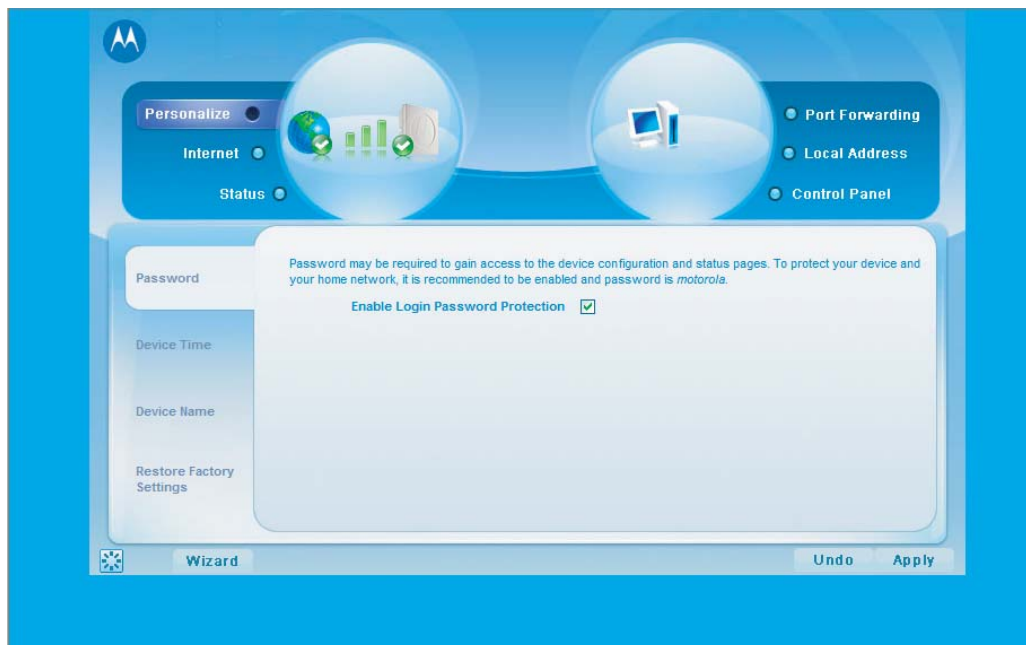 Personalize
Internet
Status
Port Forwarding
Local Address
Control Panel
Password
Device Time
Device Name
Restore Factory
Settings
Password may be required to gain access to the device configuration and status pages. To protect your device and
your home network, it is recommended to be enabled and password is motorola.
Enable Login Password Protection
Wizard
Undo
Apply